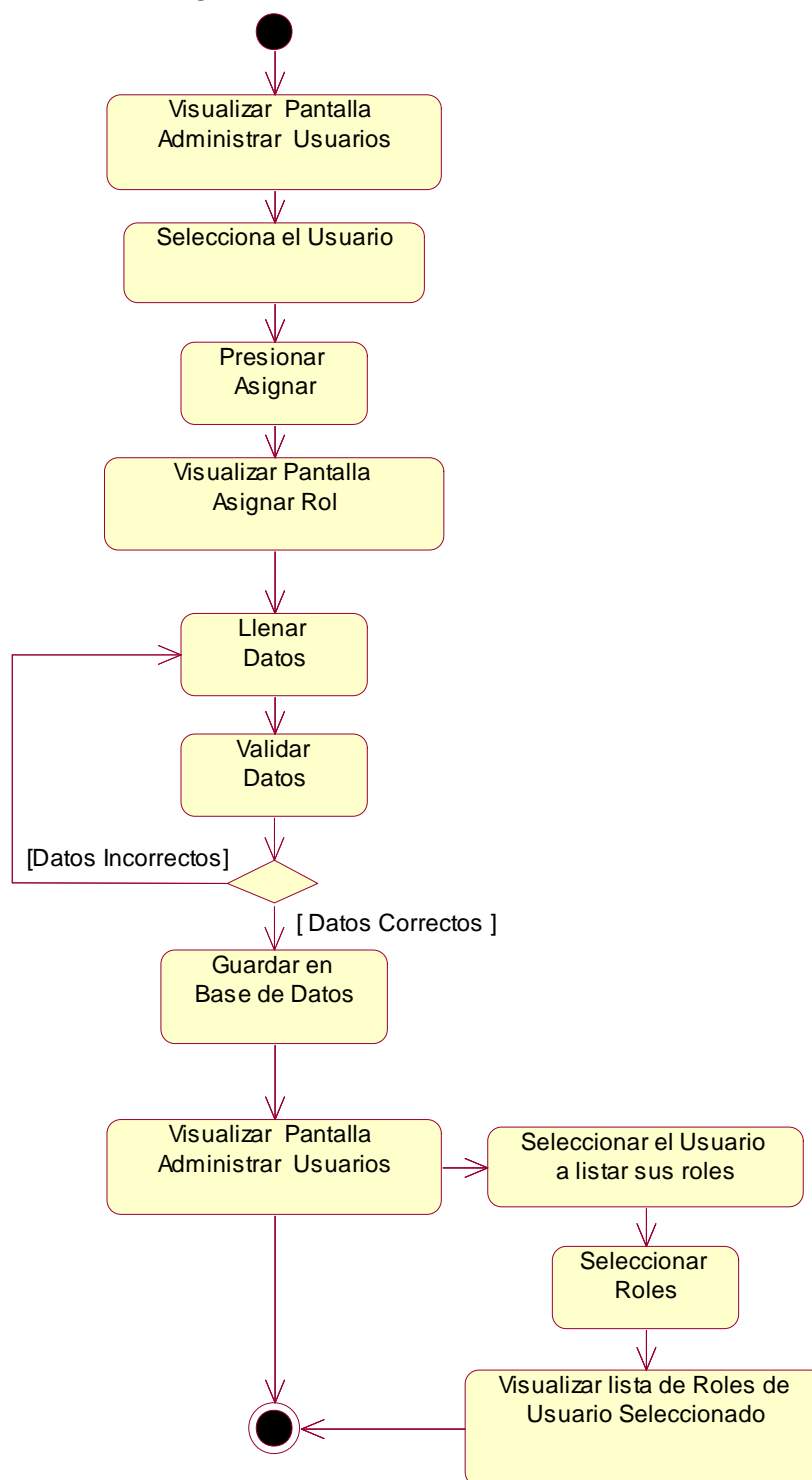 Visualizar Pantalla
Administrar Usuarios
Selecciona el Usuario
Presionar
Asignar
Visualizar Pantalla
Asignar Rol
Llenar
Datos
Validar
Datos
[Datos Incorrectos]
[ Datos Correctos ]
Guardar en
Base de Datos
Visualizar Pantalla
Administrar Usuarios
Seleccionar el Usuario
a listar sus roles
Seleccionar
Roles
Visualizar lista de Roles de
Usuario Seleccionado